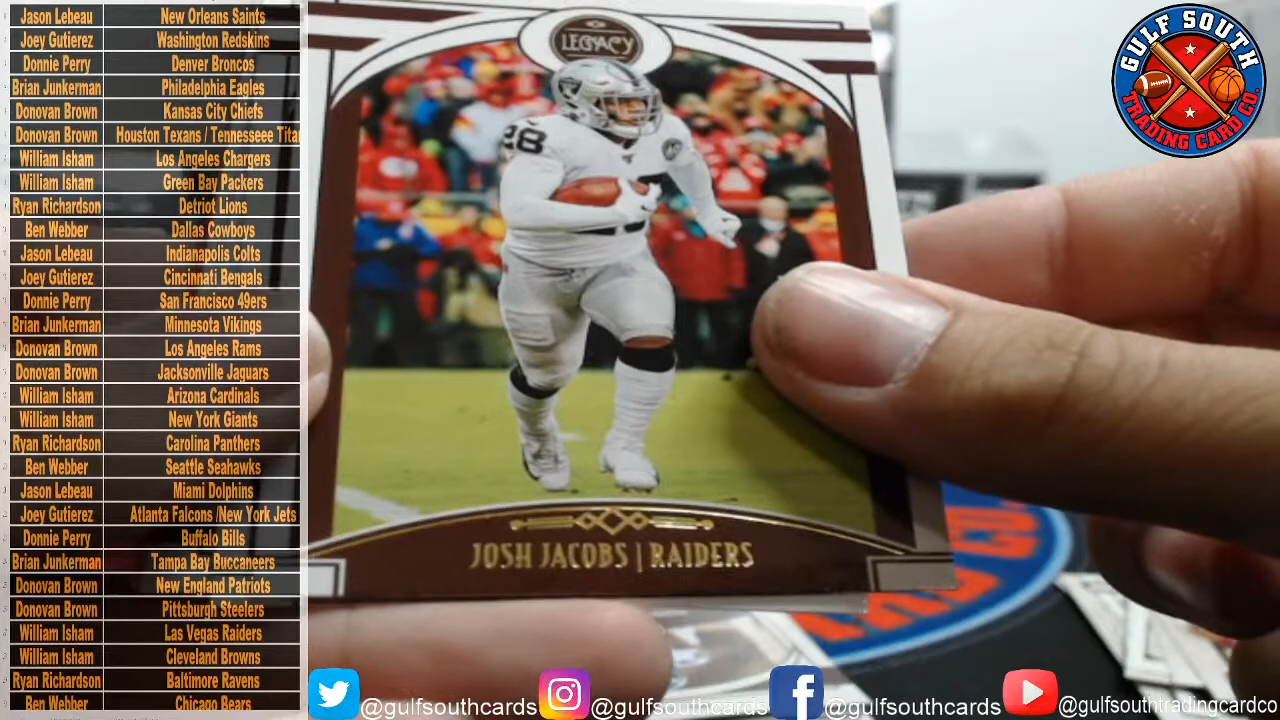 Jason Lebeau New Orleans Saints
Joey Gutierez Washington Redskins
Donnie Perry Denver Broncos
Brian Junkerman Philadelphia Eagles
Donovan Brown Kansas City Chiefs
Donovan Brown Houston Texans / Tennesseee Titan
William Isham Los Angeles Chargers
William Isham Green Bay Packers
Ryan Richardson Detriot Lions
Ben Webber Dallas Cowboys
Jason Lebeau Indianapolis Colts
Joey Gutierez Cincinnati Bengals
Donnie Perry San Francisco 49ers
Brian Junkerman Minnesota Vikings
Donovan Brown Los Angeles Rams
Donovan Brown Jacksonville Jaguars
William Isham Arizona Cardinals
William Isham New York Giants
Ryan Richardson Carolina Panthers
Ben Webber Seattle Seahawks
Jason Lebeau Miami Dolphins
Joey Gutierez Atlanta Falcons /New York Jets
Donnie Perry Buffalo Bills
Brian Junkerman Tampa Bay Buccaneers
Donovan Brown New England Patriots
Donovan Brown Pittsburgh Steelers
William Isham Las Vegas Raiders
William Isham Cleveland Browns
Ryan Richardson Baltimore Ravens
Ben Webber Chicago Bears
LEGACY
28
JOSH JACOBS | RAIDERS
GULF SOUTH
TRADING CARD CO.
@gulfsouthcards
@gulfsouthcards
@gulfsouthcards
@gulfsouthtradingcardco